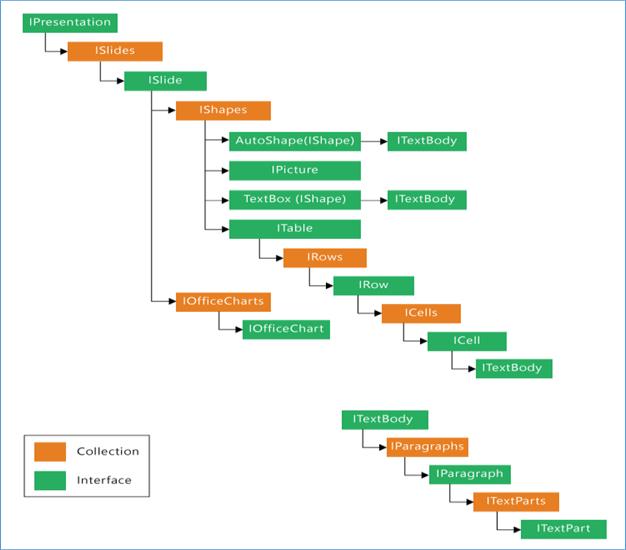 IPresentation
ISlides
ISlide
IShapes
AutoShape(IShape)
ITextBody
IPicture
TextBox (IShape)
ITextBody
ITable
IRows
IRow
IOfficeCharts
ICells
IOfficeChart
ICell
ITextBody
ITextBody
IParagraphs
Collection
IParagraph
Interface
ITextParts
ITextPart